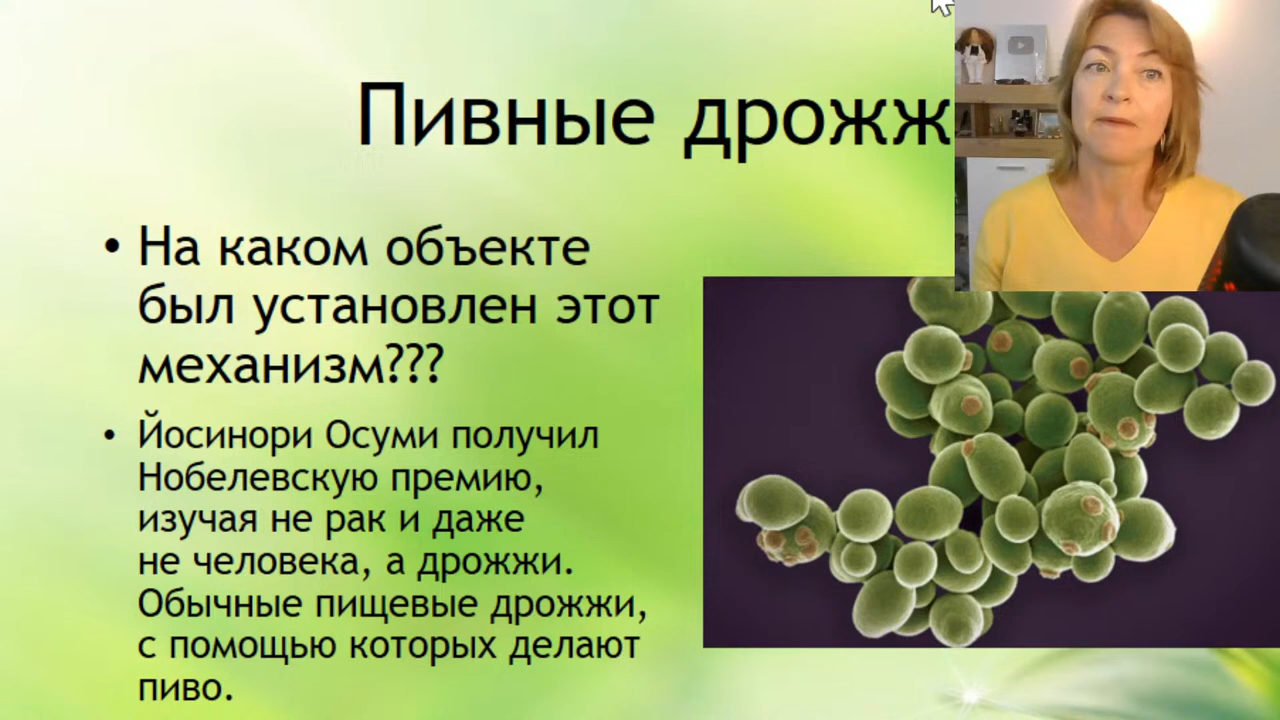 Пивные дрожж
• На каком объекте
был установлен этот
механизм???
• Йосинори Осуми получил
Нобелевскую премию,
изучая не рак и даже
не человека, а дрожжи.
Обычные пищевые дрожжи,
с помощью которых делают
пиво.